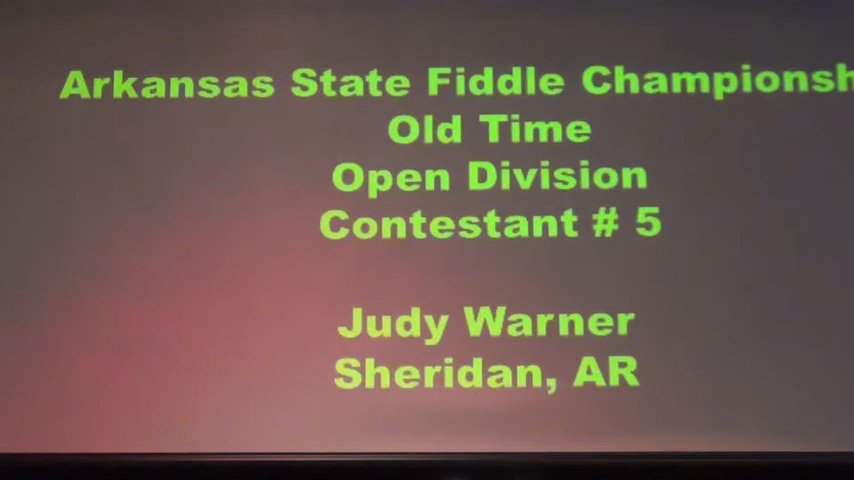 Arkansas State Fiddle Championsh
Old Time
Open Division
Contestant # 5
Judy Warner
Sheridan, AR